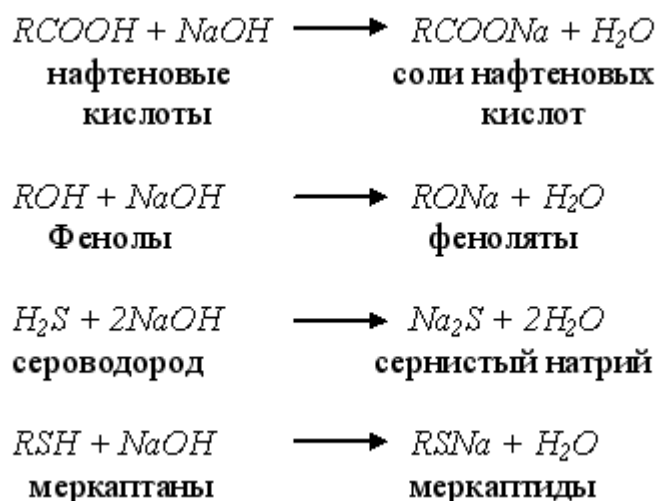 RCOOH + NaOH ⟶ RCOONa + H₂O
нафтеновые соли нафтеновых
кислоты кислот
ROH + NaOH ⟶ RONa + H₂O
Фенолы феноляты
H₂S + 2NaOH ⟶ Na₂S + 2H₂O
сероводород сернистый натрий
RSH + NaOH ⟶ RSNa + H₂O
меркаптаны меркаптиды